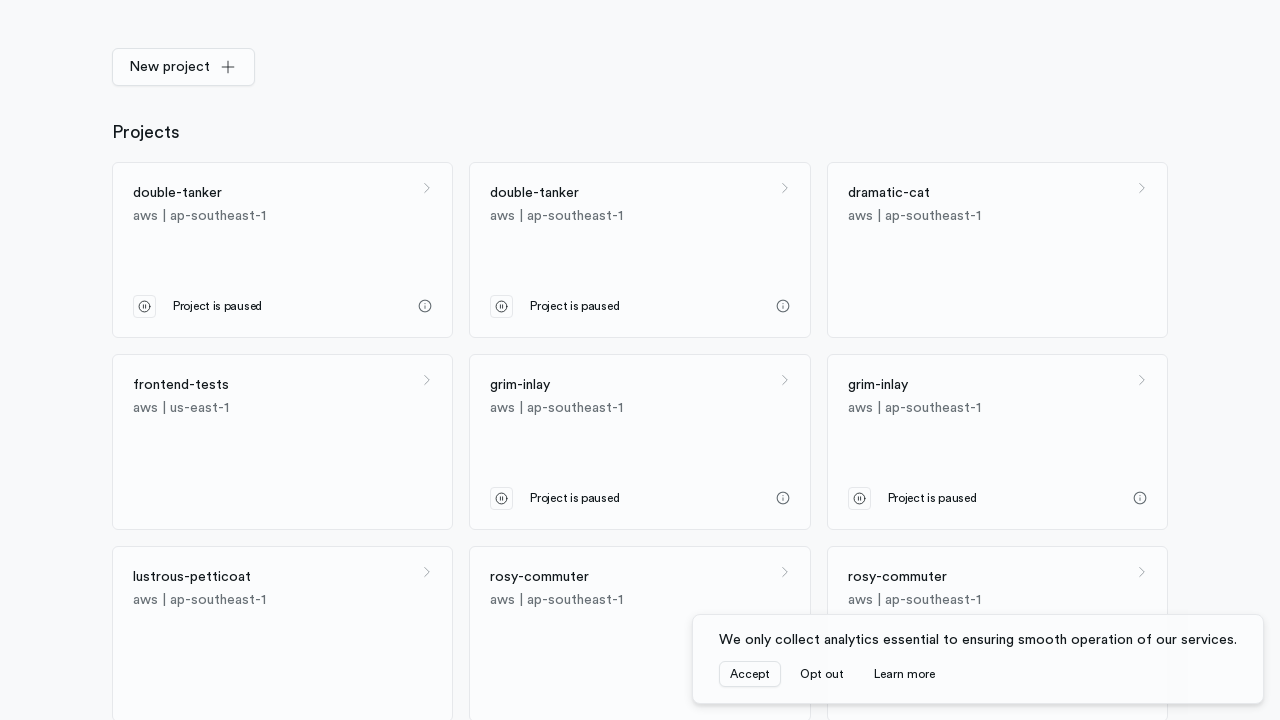 New project
Projects
double-tanker
aws | ap-southeast-1
Project is paused
double-tanker
aws | ap-southeast-1
Project is paused
dramatic-cat
aws | ap-southeast-1
frontend-tests
aws | us-east-1
grim-inlay
aws | ap-southeast-1
Project is paused
grim-inlay
aws | ap-southeast-1
Project is paused
lustrous-petticoat
aws | ap-southeast-1
rosy-commuter
aws | ap-southeast-1
rosy-commuter
aws | ap-southeast-1
We only collect analytics essential to ensuring smooth operation of our services.
Accept Opt out Learn more